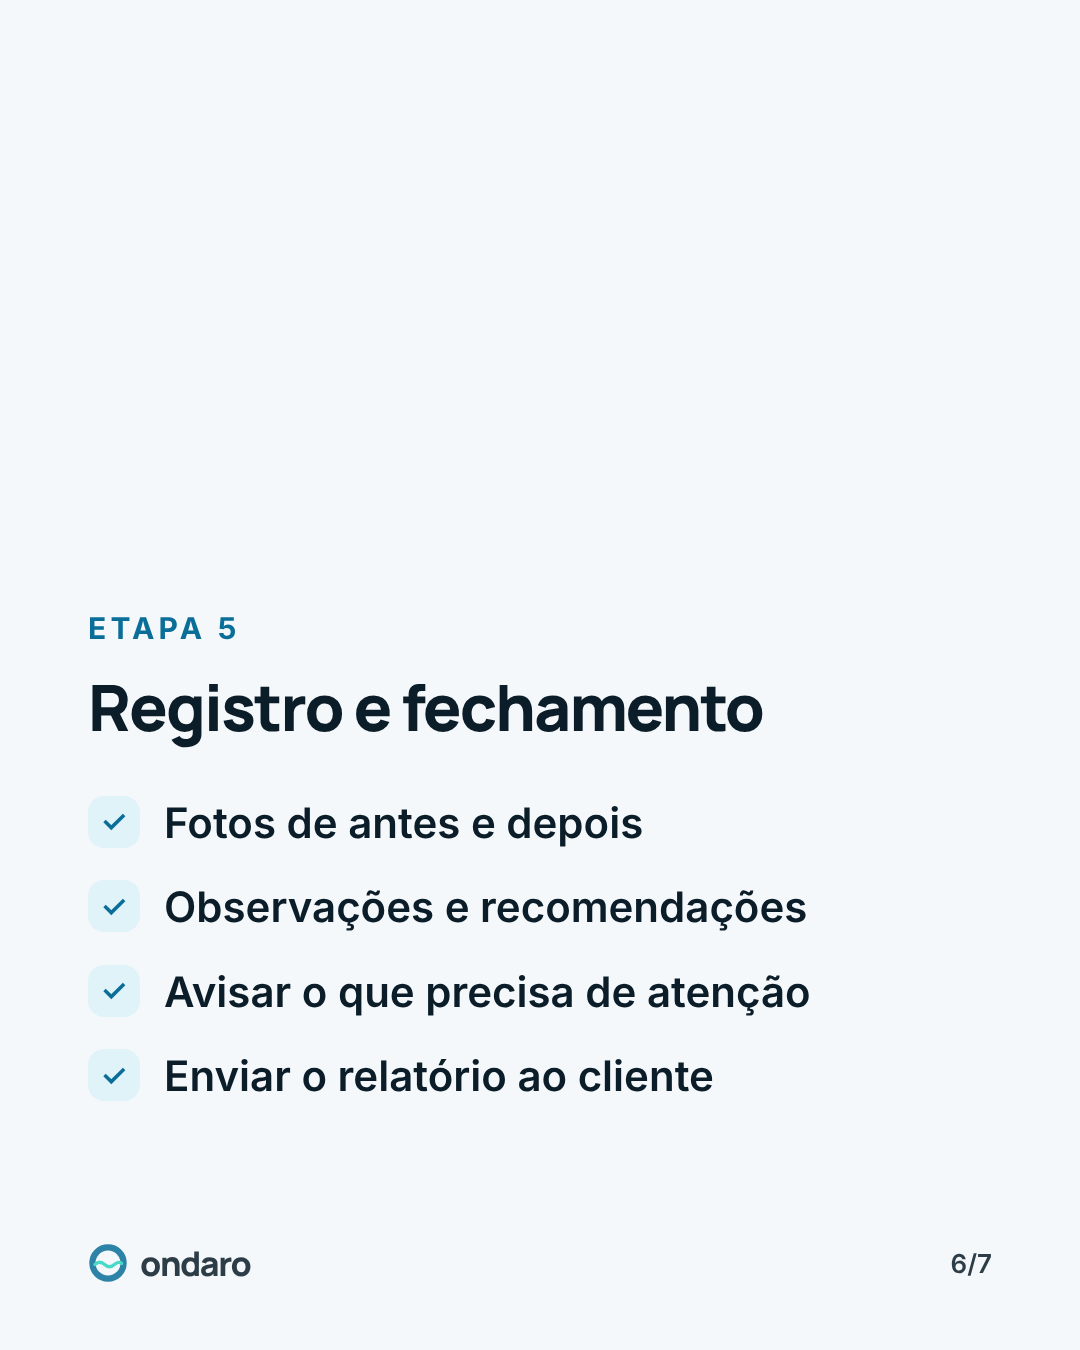 ETAPA 5
Registro e fechamento
Fotos de antes e depois
Observações e recomendações
Avisar o que precisa de atenção
Enviar o relatório ao cliente
ondaro
6/7